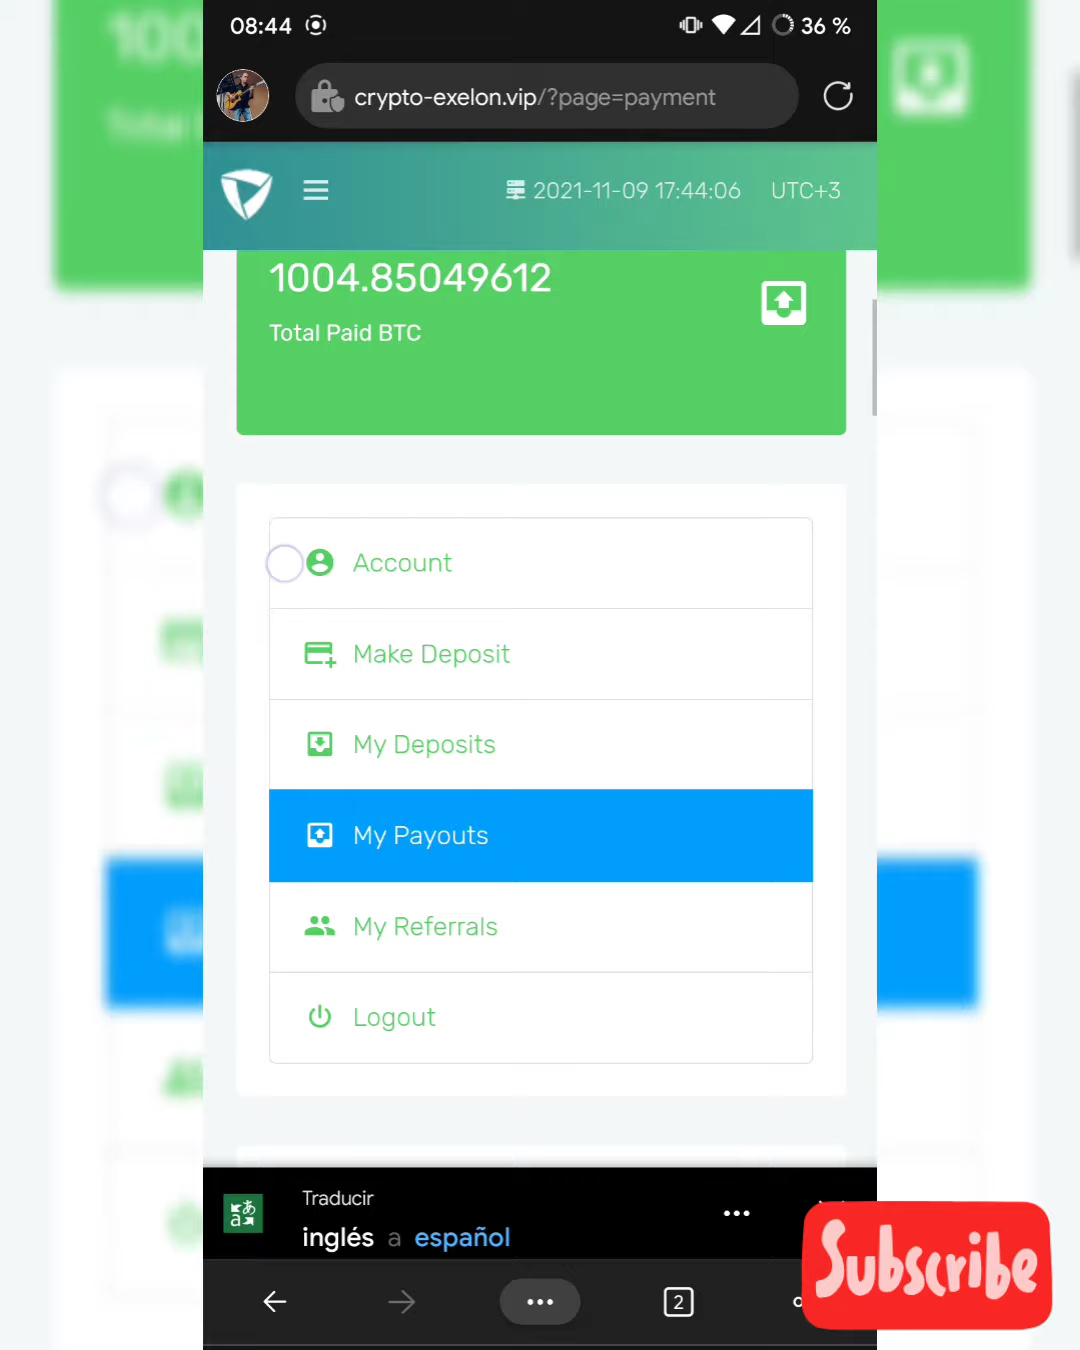 08:44
36 %
crypto-exelon.vip/?page=payment
2021-11-09 17:44:06 UTC+3
1004.85049612
Total Paid BTC
Account
Make Deposit
My Deposits
My Payouts
My Referrals
Logout
Traducir
inglés a español
2
Subscribe